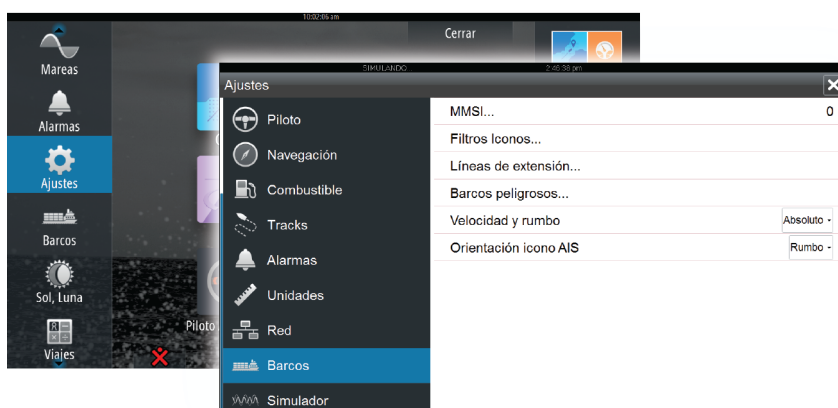 10:02:06 am
Cerrar
Mareas
Alarmas
Ajustes
Barcos
Sol, Luna
Viajes
Piloto
SIMULANDO
2:46:38 pm
Ajustes
Piloto
Navegación
Combustible
Tracks
Alarmas
Unidades
Red
Barcos
Simulador
MMSI... 0
Filtros Iconos...
Líneas de extensión...
Barcos peligrosos...
Velocidad y rumbo Absoluto
Orientación icono AIS Rumbo